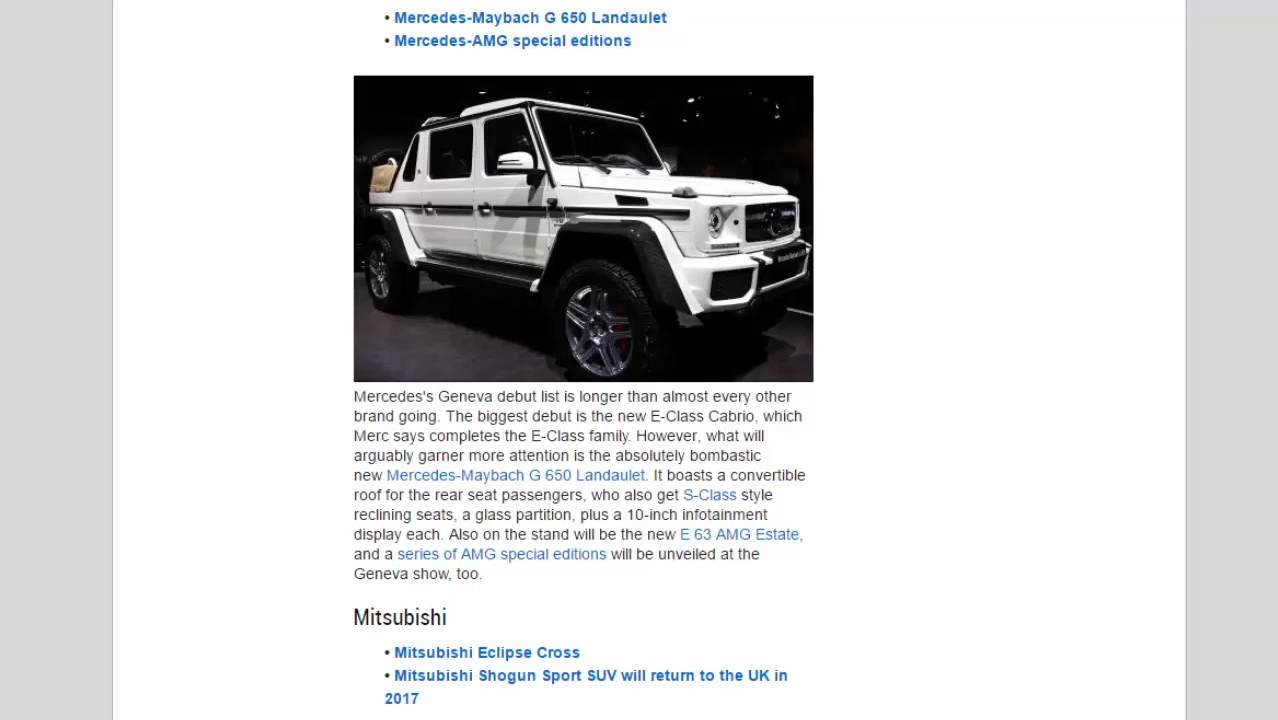 • Mercedes-Maybach G 650 Landaulet
• Mercedes-AMG special editions
Mercedes's Geneva debut list is longer than almost every other
brand going. The biggest debut is the new E-Class Cabrio, which
Merc says completes the E-Class family. However, what will
arguably garner more attention is the absolutely bombastic
new Mercedes-Maybach G 650 Landaulet. It boasts a convertible
roof for the rear seat passengers, who also get S-Class style
reclining seats, a glass partition, plus a 10-inch infotainment
display each. Also on the stand will be the new E 63 AMG Estate,
and a series of AMG special editions will be unveiled at the
Geneva show, too.
Mitsubishi
• Mitsubishi Eclipse Cross
• Mitsubishi Shogun Sport SUV will return to the UK in
2017